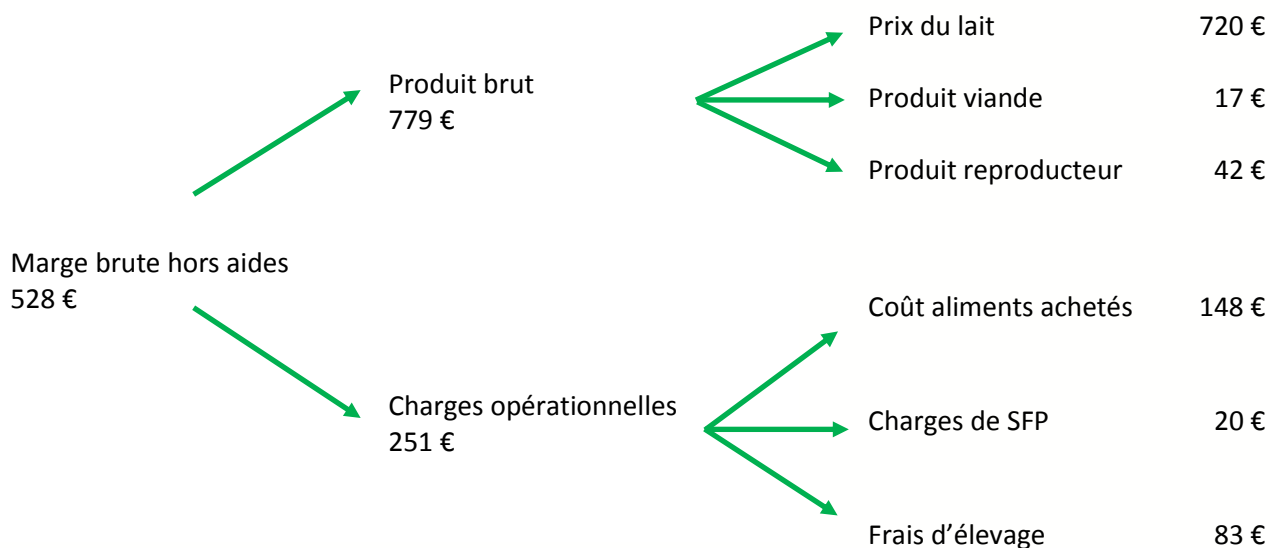 Prix du lait 720 €
Produit brut
779 €
Produit viande 17 €
Produit reproducteur 42 €
Marge brute hors aides
528 €
Coût aliments achetés 148 €
Charges opérationnelles
251 €
Charges de SFP 20 €
Frais d’élevage 83 €